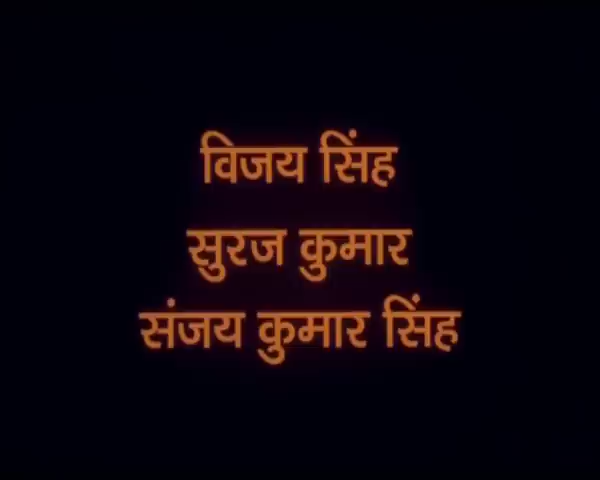 विजय सिंह
सुरज कुमार
संजय कुमार सिंह